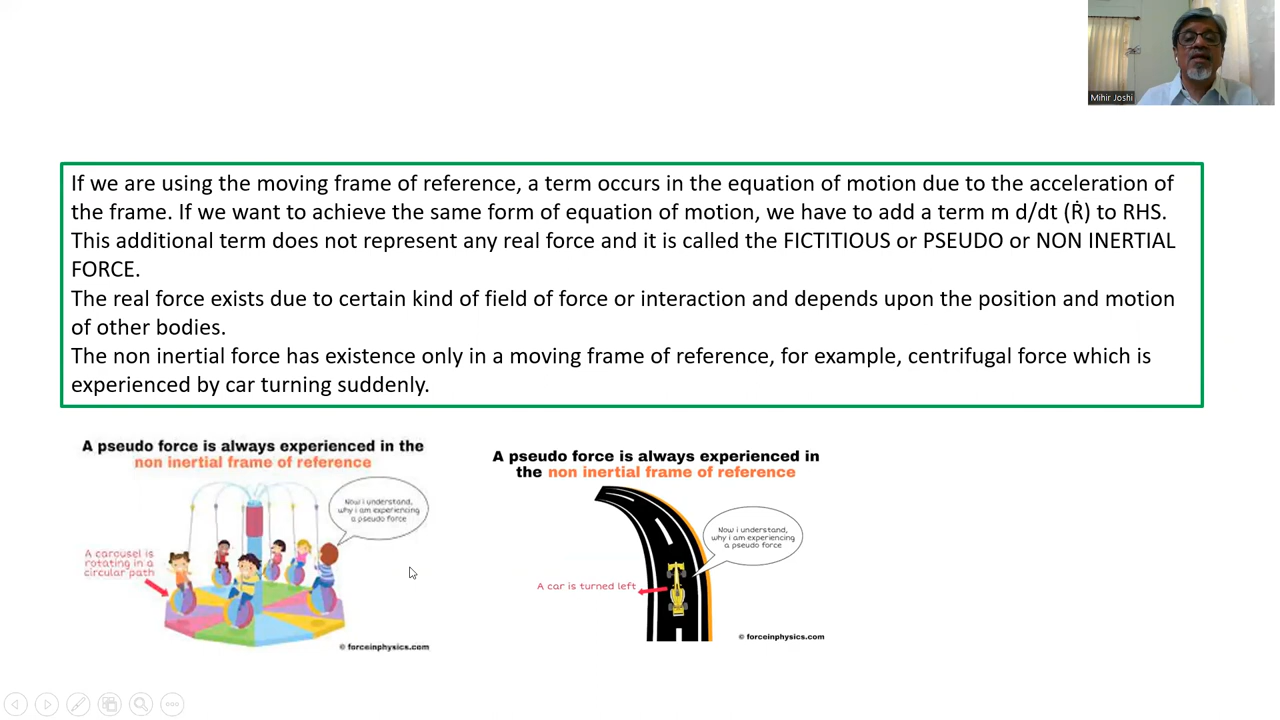 Mihir Joshi
If we are using the moving frame of reference, a term occurs in the equation of motion due to the acceleration of
the frame. If we want to achieve the same form of equation of motion, we have to add a term m d/dt (Ṙ) to RHS.
This additional term does not represent any real force and it is called the FICTITIOUS or PSEUDO or NON INERTIAL
FORCE.
The real force exists due to certain kind of field of force or interaction and depends upon the position and motion
of other bodies.
The non inertial force has existence only in a moving frame of reference, for example, centrifugal force which is
experienced by car turning suddenly.
A pseudo force is always experienced in the
non inertial frame of reference
Now i understand,
why i am experiencing
a pseudo force
A carousel is
rotating in a
circular path
© forceinphysics.com
A pseudo force is always experienced in
the non inertial frame of reference
Now i understand,
why i am experiencing
a pseudo force
A car is turned left
© forceinphysics.com